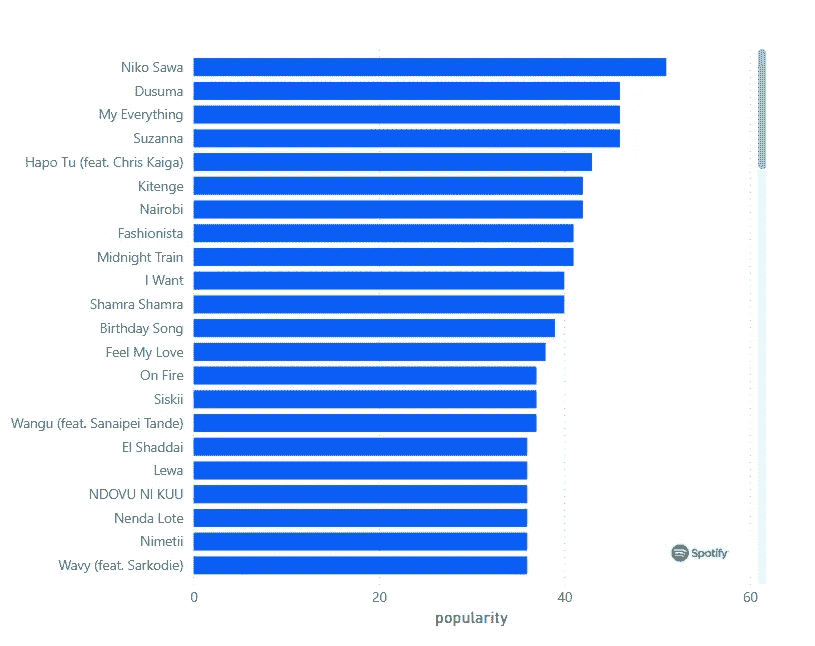 Niko Sawa
Dusuma
My Everything
Suzanna
Hapo Tu (feat. Chris Kaiga)
Kitenge
Nairobi
Fashionista
Midnight Train
I Want
Shamra Shamra
Birthday Song
Feel My Love
On Fire
Siskii
Wangu (feat. Sanaipei Tande)
El Shaddai
Lewa
NDOVU NI KUU
Nenda Lote
Nimetii
Wavy (feat. Sarkodie)
Spotify
0 20 40 60
popularity